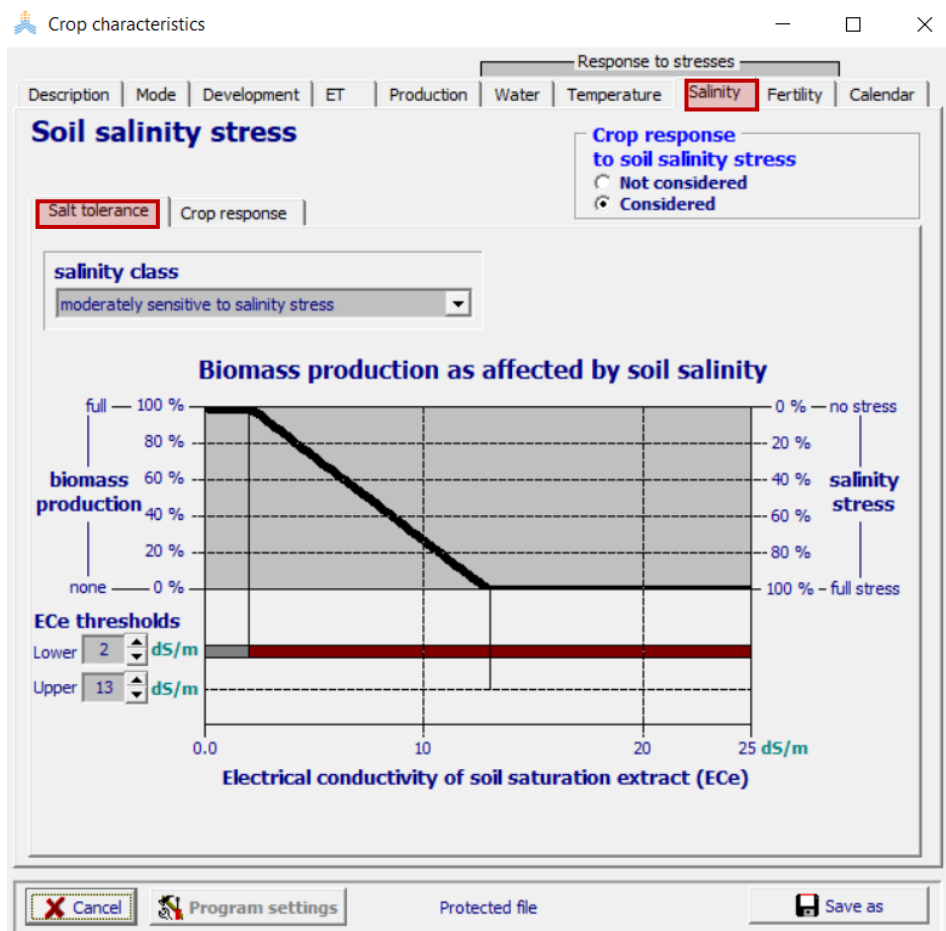 Crop characteristics
Response to stresses
Description Mode Development ET Production Water Temperature Salinity Fertility Calendar
Soil salinity stress
Crop response
to soil salinity stress
Not considered
Considered
Salt tolerance Crop response
salinity class
moderately sensitive to salinity stress
Biomass production as affected by soil salinity
full 100 % 0 % no stress
80 % 20 %
biomass 60 % 40 % salinity
production 40 % 60 % stress
20 % 80 %
none 0 % 100 % full stress
ECe thresholds
Lower 2 dS/m
Upper 13 dS/m
0.0 10 20 25 dS/m
Electrical conductivity of soil saturation extract (ECe)
Cancel Program settings Protected file Save as